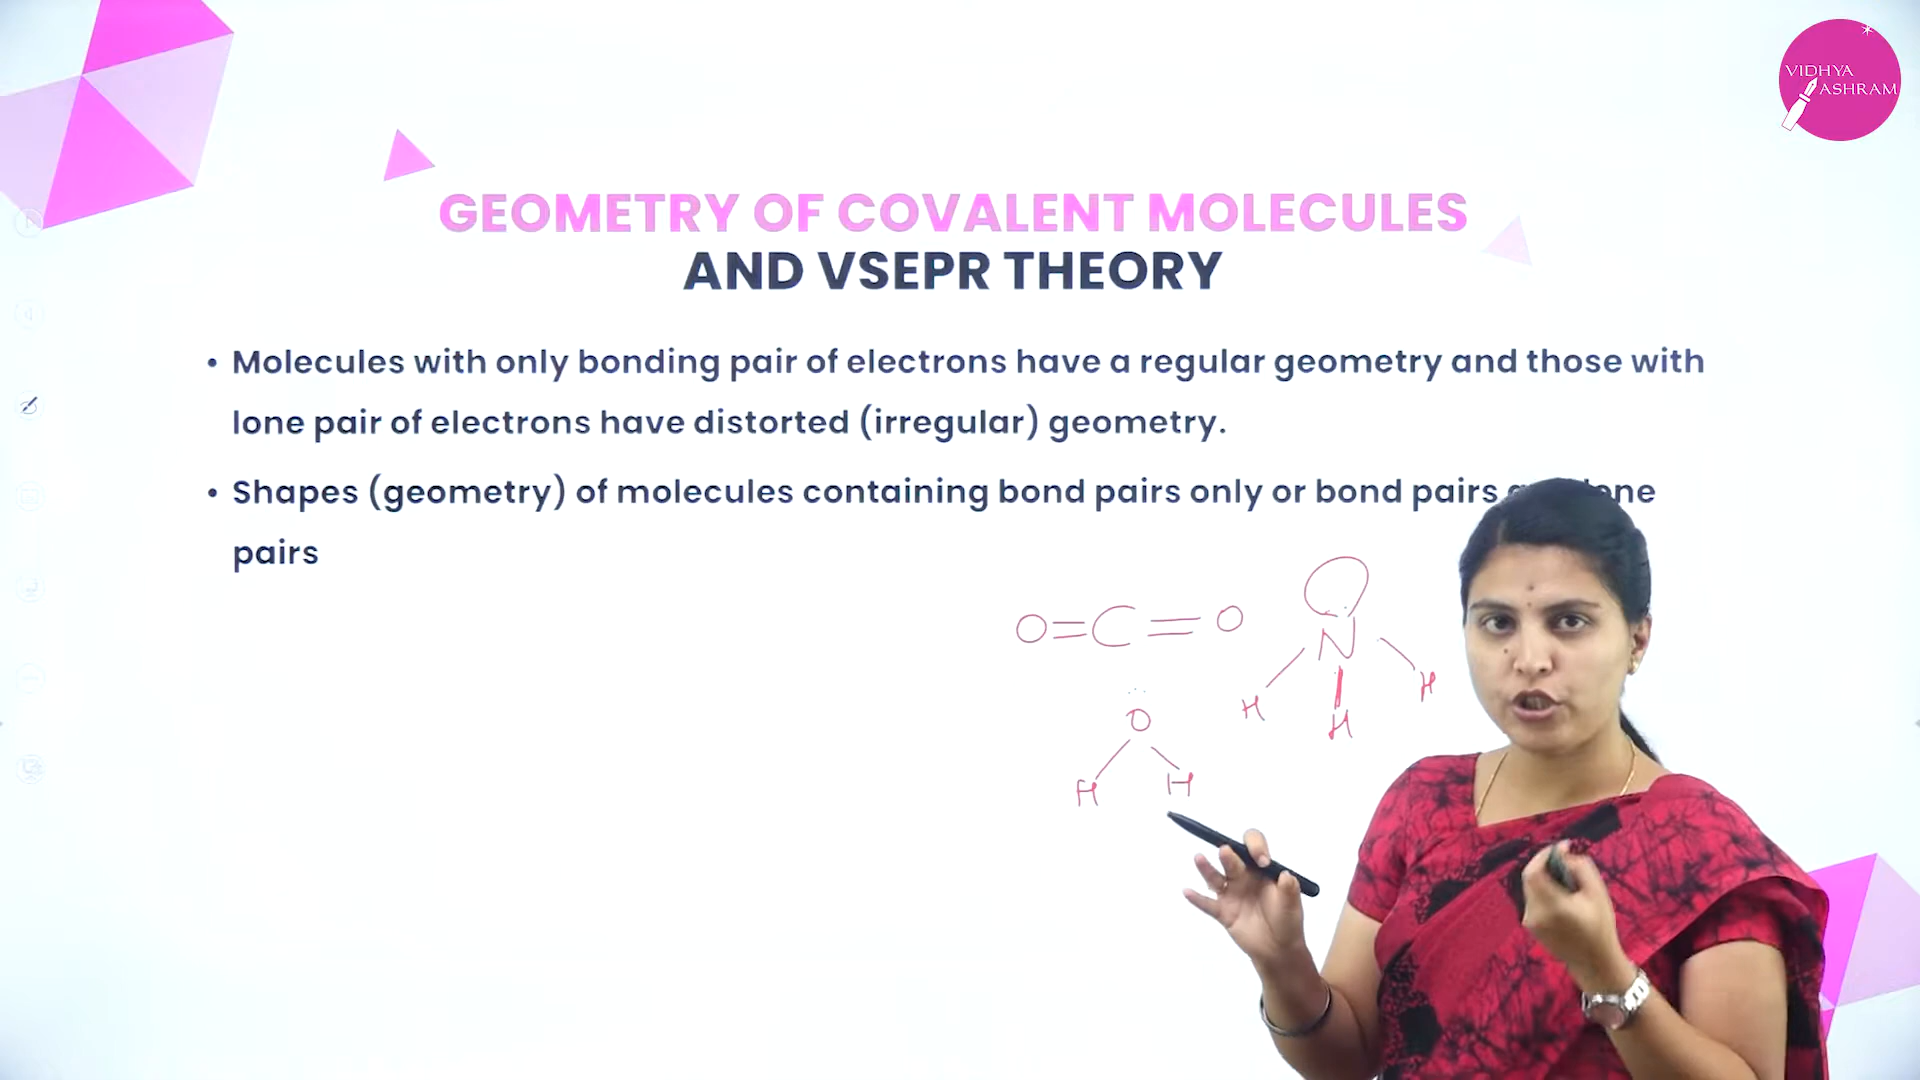 VIDHYA
ASHRAM
GEOMETRY OF COVALENT MOLECULES
AND VSEPR THEORY
• Molecules with only bonding pair of electrons have a regular geometry and those with
lone pair of electrons have distorted (irregular) geometry.
• Shapes (geometry) of molecules containing bond pairs only or bond pairs
pairs
O=C=O
N
H H H
O
H H